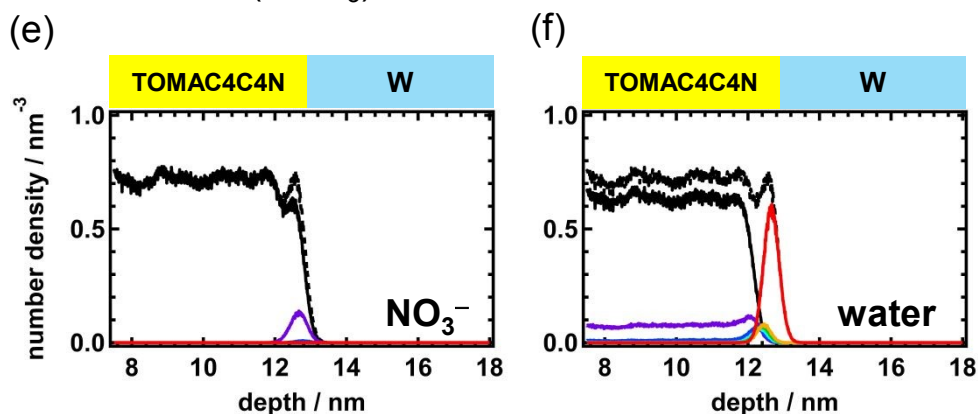 (e)
TOMAC4C4N W
number density / nm⁻³
1.0
0.5
0.0
NO₃⁻
8 10 12 14 16 18
depth / nm
(f)
TOMAC4C4N W
1.0
0.5
0.0
water
8 10 12 14 16 18
depth / nm